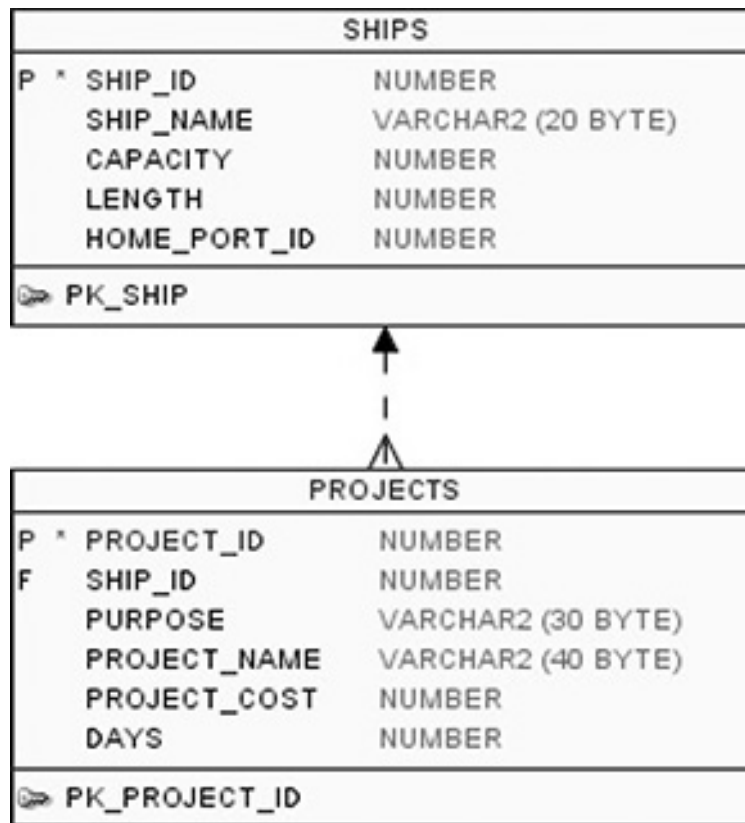 SHIPS
P * SHIP_ID NUMBER
SHIP_NAME VARCHAR2 (20 BYTE)
CAPACITY NUMBER
LENGTH NUMBER
HOME_PORT_ID NUMBER
PK_SHIP
PROJECTS
P * PROJECT_ID NUMBER
F SHIP_ID NUMBER
PURPOSE VARCHAR2 (30 BYTE)
PROJECT_NAME VARCHAR2 (40 BYTE)
PROJECT_COST NUMBER
DAYS NUMBER
PK_PROJECT_ID